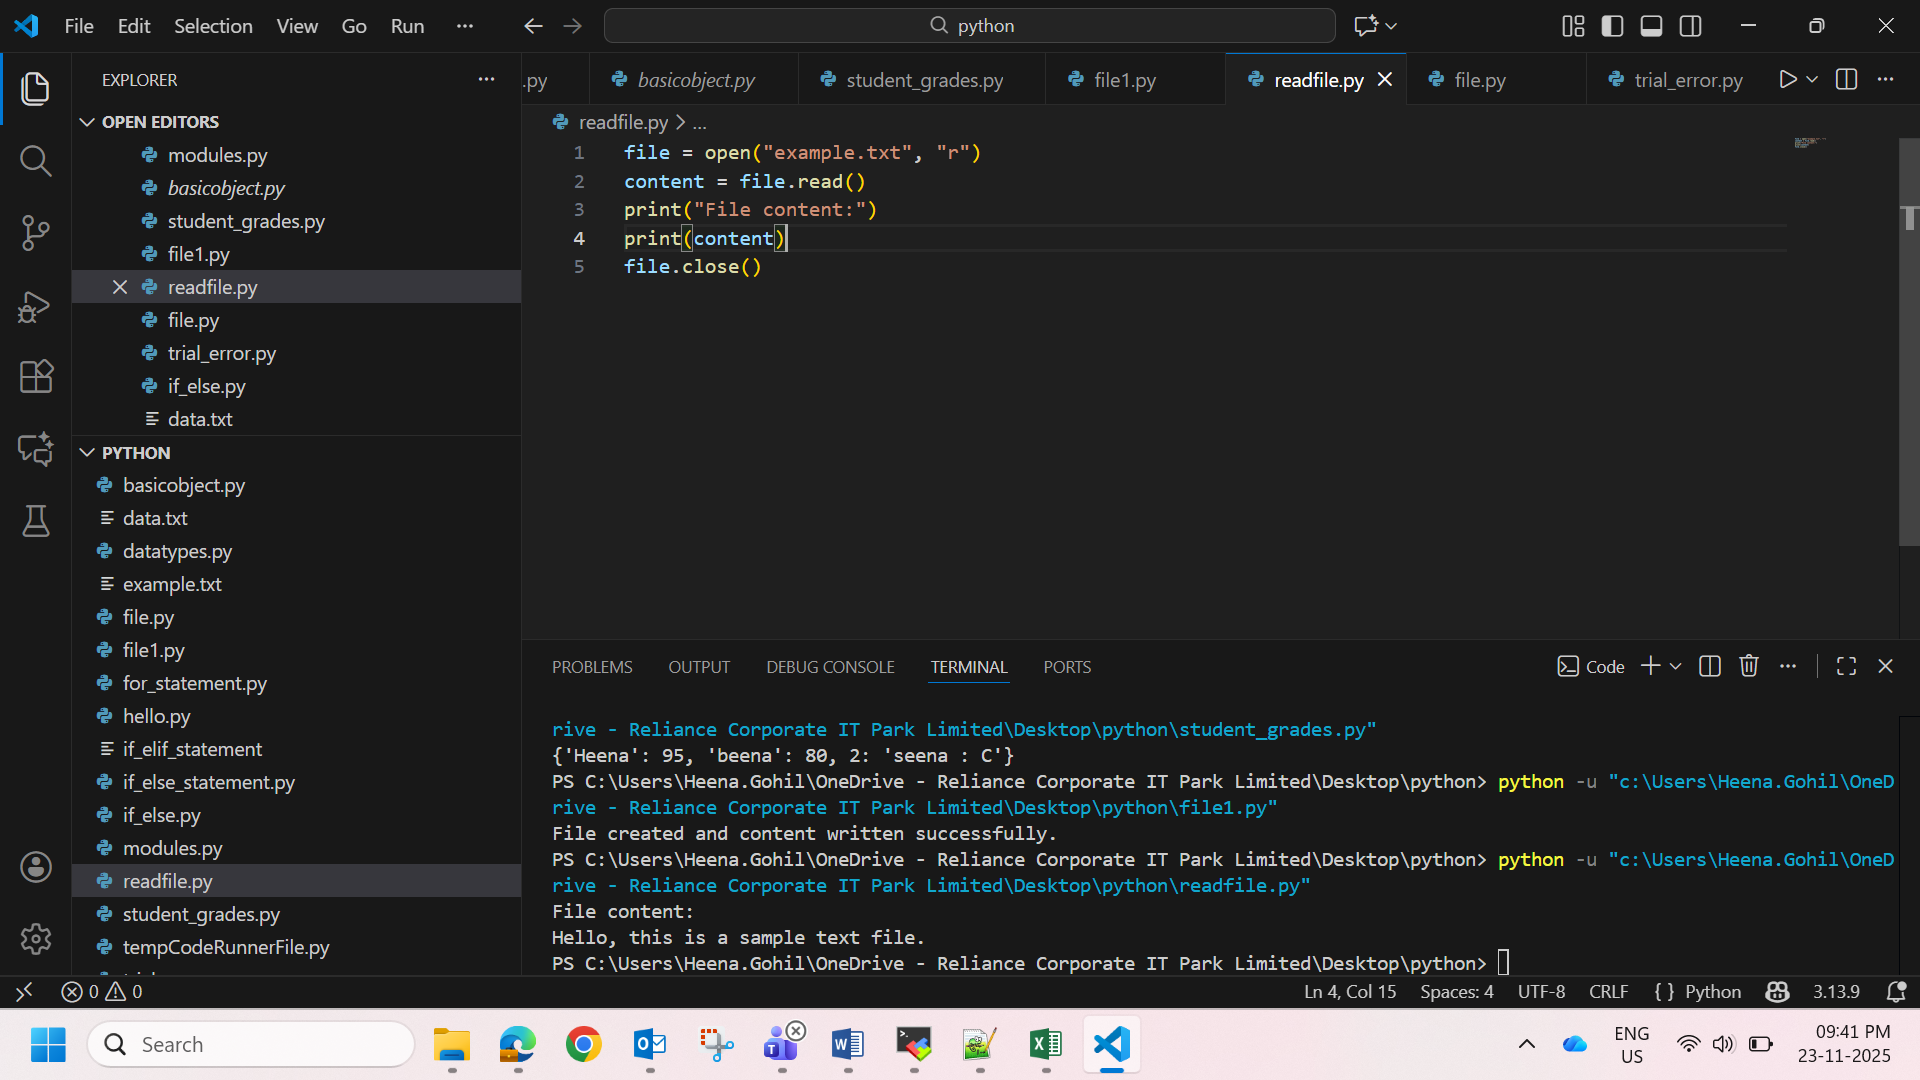 File Edit Selection View Go Run
python
EXPLORER
OPEN EDITORS
modules.py
basicobject.py
student_grades.py
file1.py
readfile.py
file.py
trial_error.py
if_else.py
data.txt
PYTHON
basicobject.py
data.txt
datatypes.py
example.txt
file.py
file1.py
for_statement.py
hello.py
if_elif_statement
if_else_statement.py
if_else.py
modules.py
readfile.py
student_grades.py
tempCodeRunnerFile.py
.py basicobject.py student_grades.py file1.py readfile.py file.py trial_error.py
readfile.py > ...
1 file = open("example.txt", "r")
2 content = file.read()
3 print("File content:")
4 print(content)
5 file.close()
PROBLEMS OUTPUT DEBUG CONSOLE TERMINAL PORTS
Code
rive - Reliance Corporate IT Park Limited\Desktop\python\student_grades.py"
{'Heena': 95, 'beena': 80, 2: 'seena : C'}
PS C:\Users\Heena.Gohil\OneDrive - Reliance Corporate IT Park Limited\Desktop\python> python -u "c:\Users\Heena.Gohil\OneD
rive - Reliance Corporate IT Park Limited\Desktop\python\file1.py"
File created and content written successfully.
PS C:\Users\Heena.Gohil\OneDrive - Reliance Corporate IT Park Limited\Desktop\python> python -u "c:\Users\Heena.Gohil\OneD
rive - Reliance Corporate IT Park Limited\Desktop\python\readfile.py"
File content:
Hello, this is a sample text file.
PS C:\Users\Heena.Gohil\OneDrive - Reliance Corporate IT Park Limited\Desktop\python>
0 0
Ln 4, Col 15 Spaces: 4 UTF-8 CRLF { } Python 3.13.9
Search
ENG
US
09:41 PM
23-11-2025